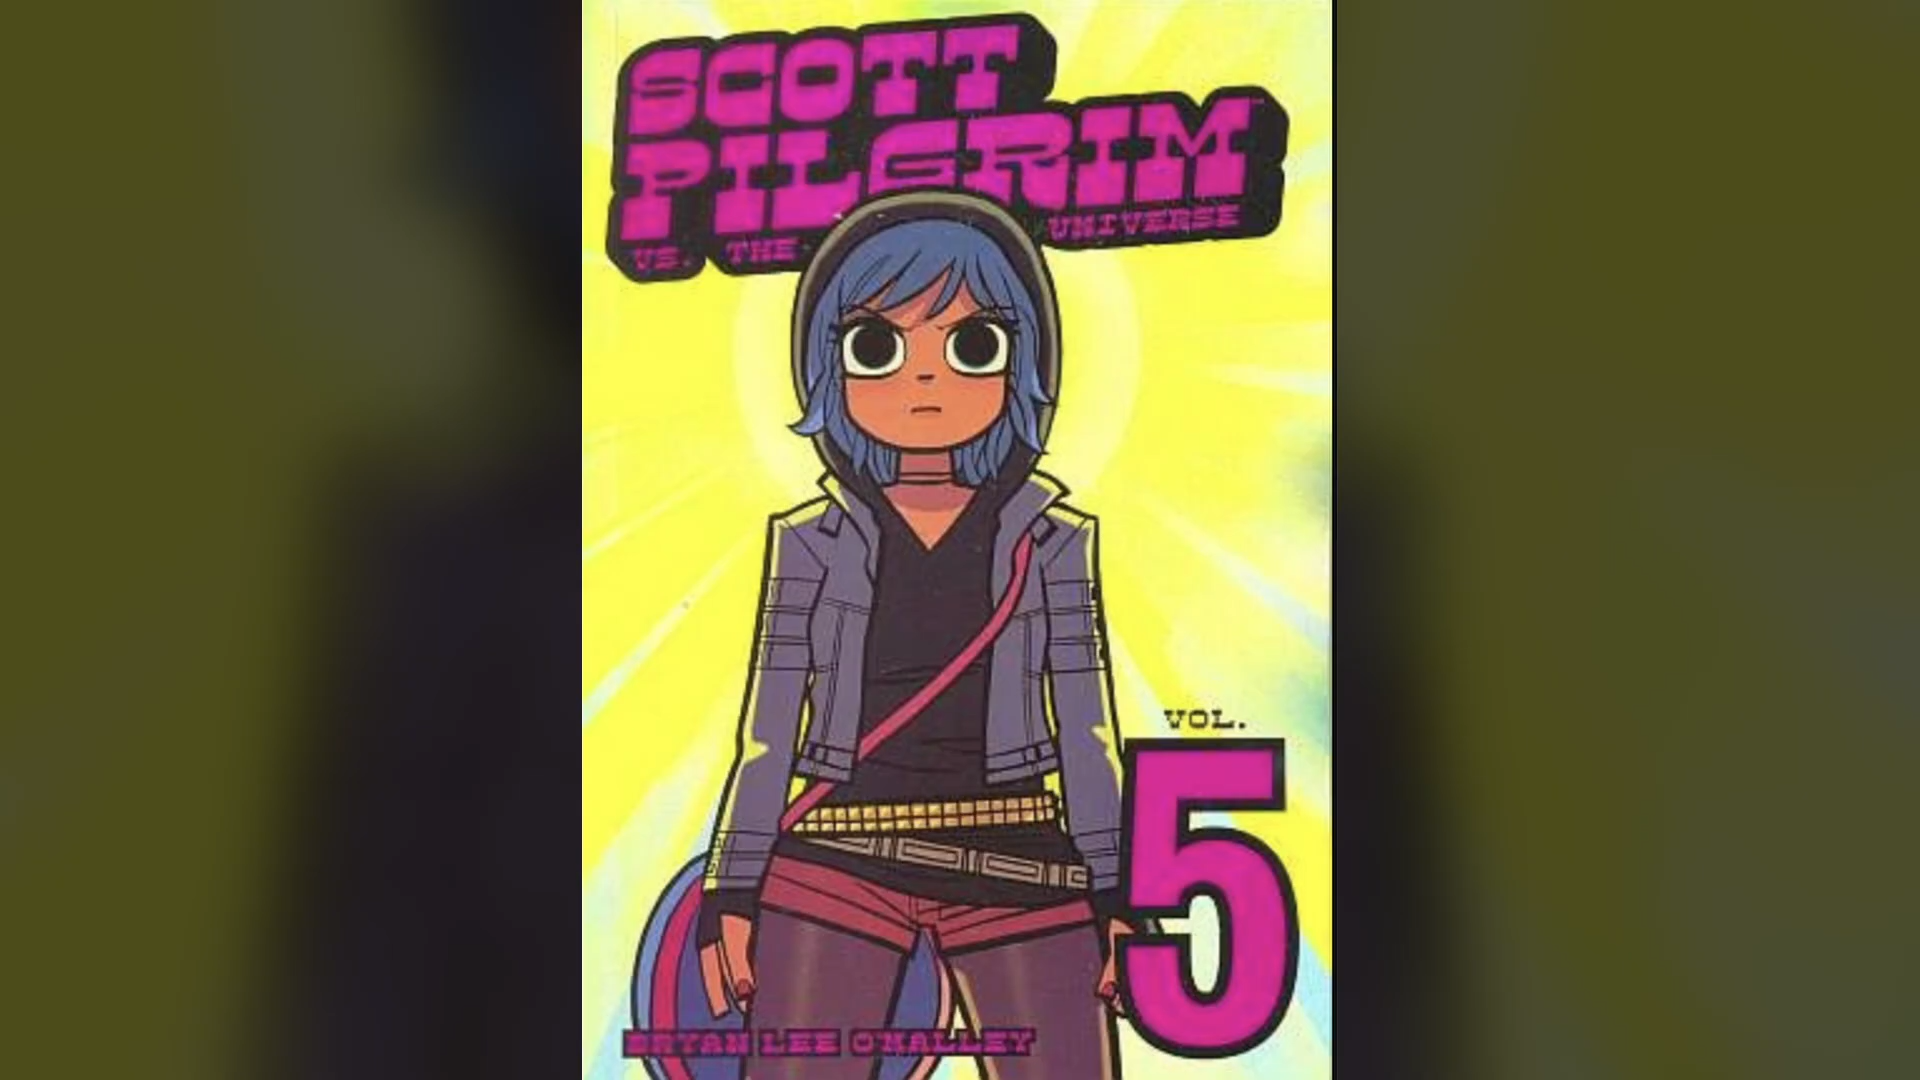 SCOTT
PILGRIM
VS. THE UNIVERSE
VOL.
5
BRYAN LEE O'MALLEY